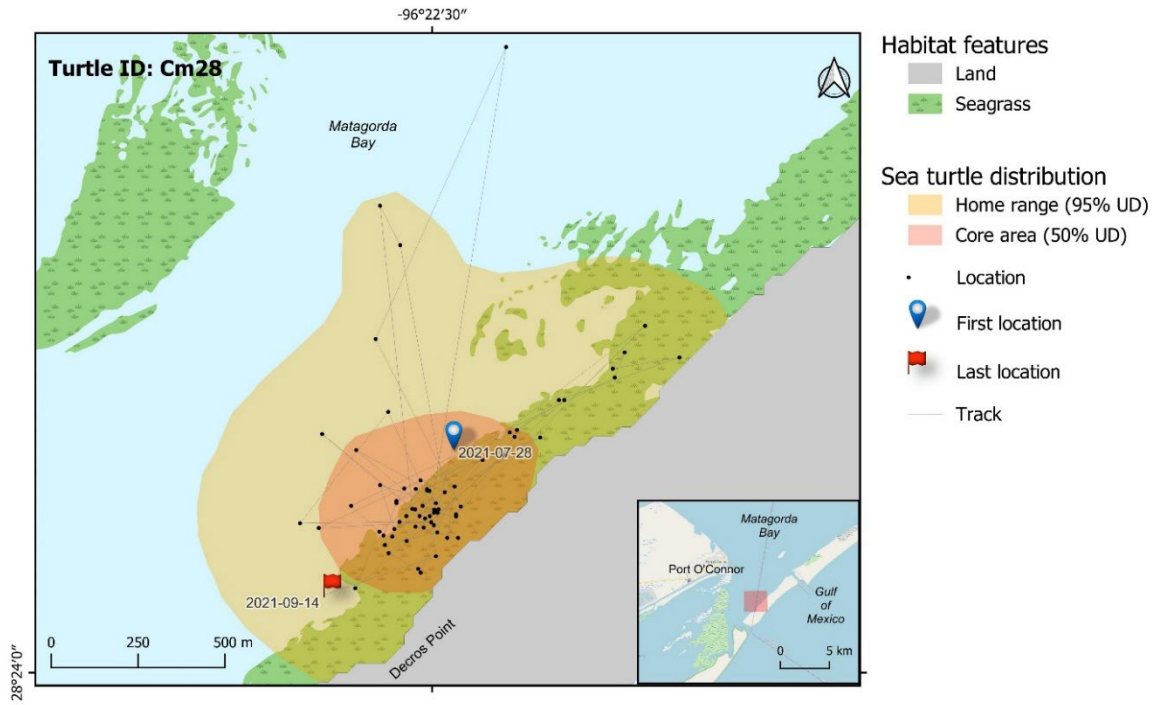 -96°22′30″
Turtle ID: Cm28
Matagorda
Bay
2021-07-28
2021-09-14
0 250 500 m
28°24′0″
Decros Point
Matagorda
Bay
Port O'Connor
Gulf
of
Mexico
0 5 km
Habitat features
Land
Seagrass
Sea turtle distribution
Home range (95% UD)
Core area (50% UD)
Location
First location
Last location
Track